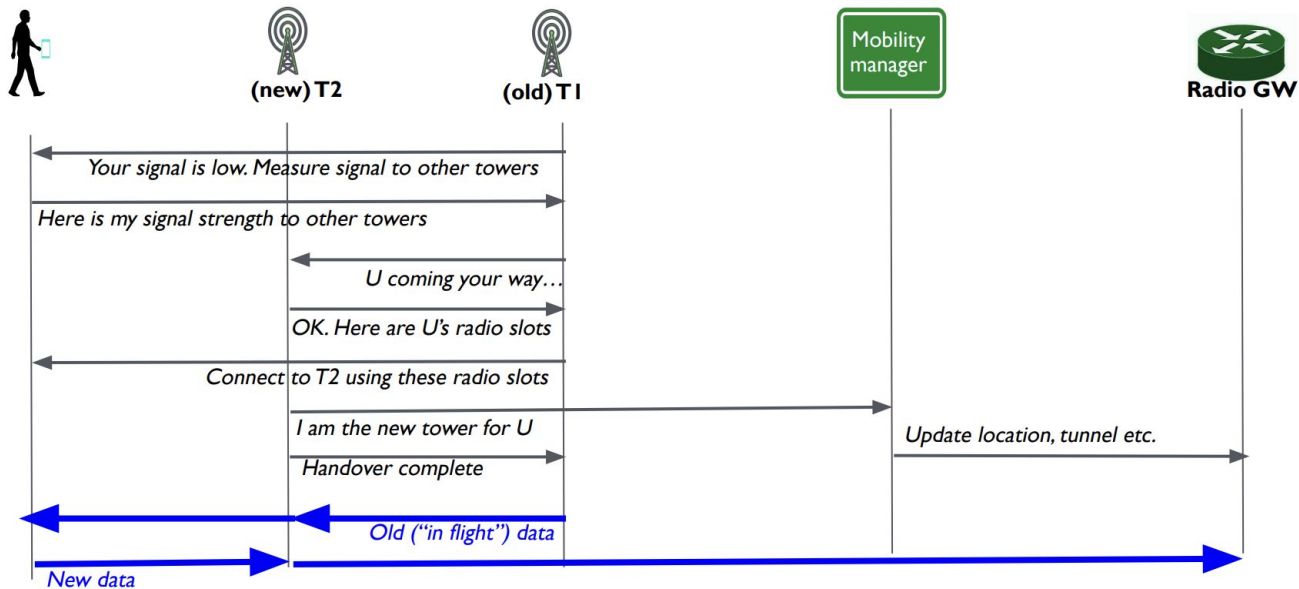 Mobility
manager
(new) T2
(old) T1
Radio GW
Your signal is low. Measure signal to other towers
Here is my signal strength to other towers
U coming your way…
OK. Here are U’s radio slots
Connect to T2 using these radio slots
I am the new tower for U
Update location, tunnel etc.
Handover complete
Old (“in flight”) data
New data